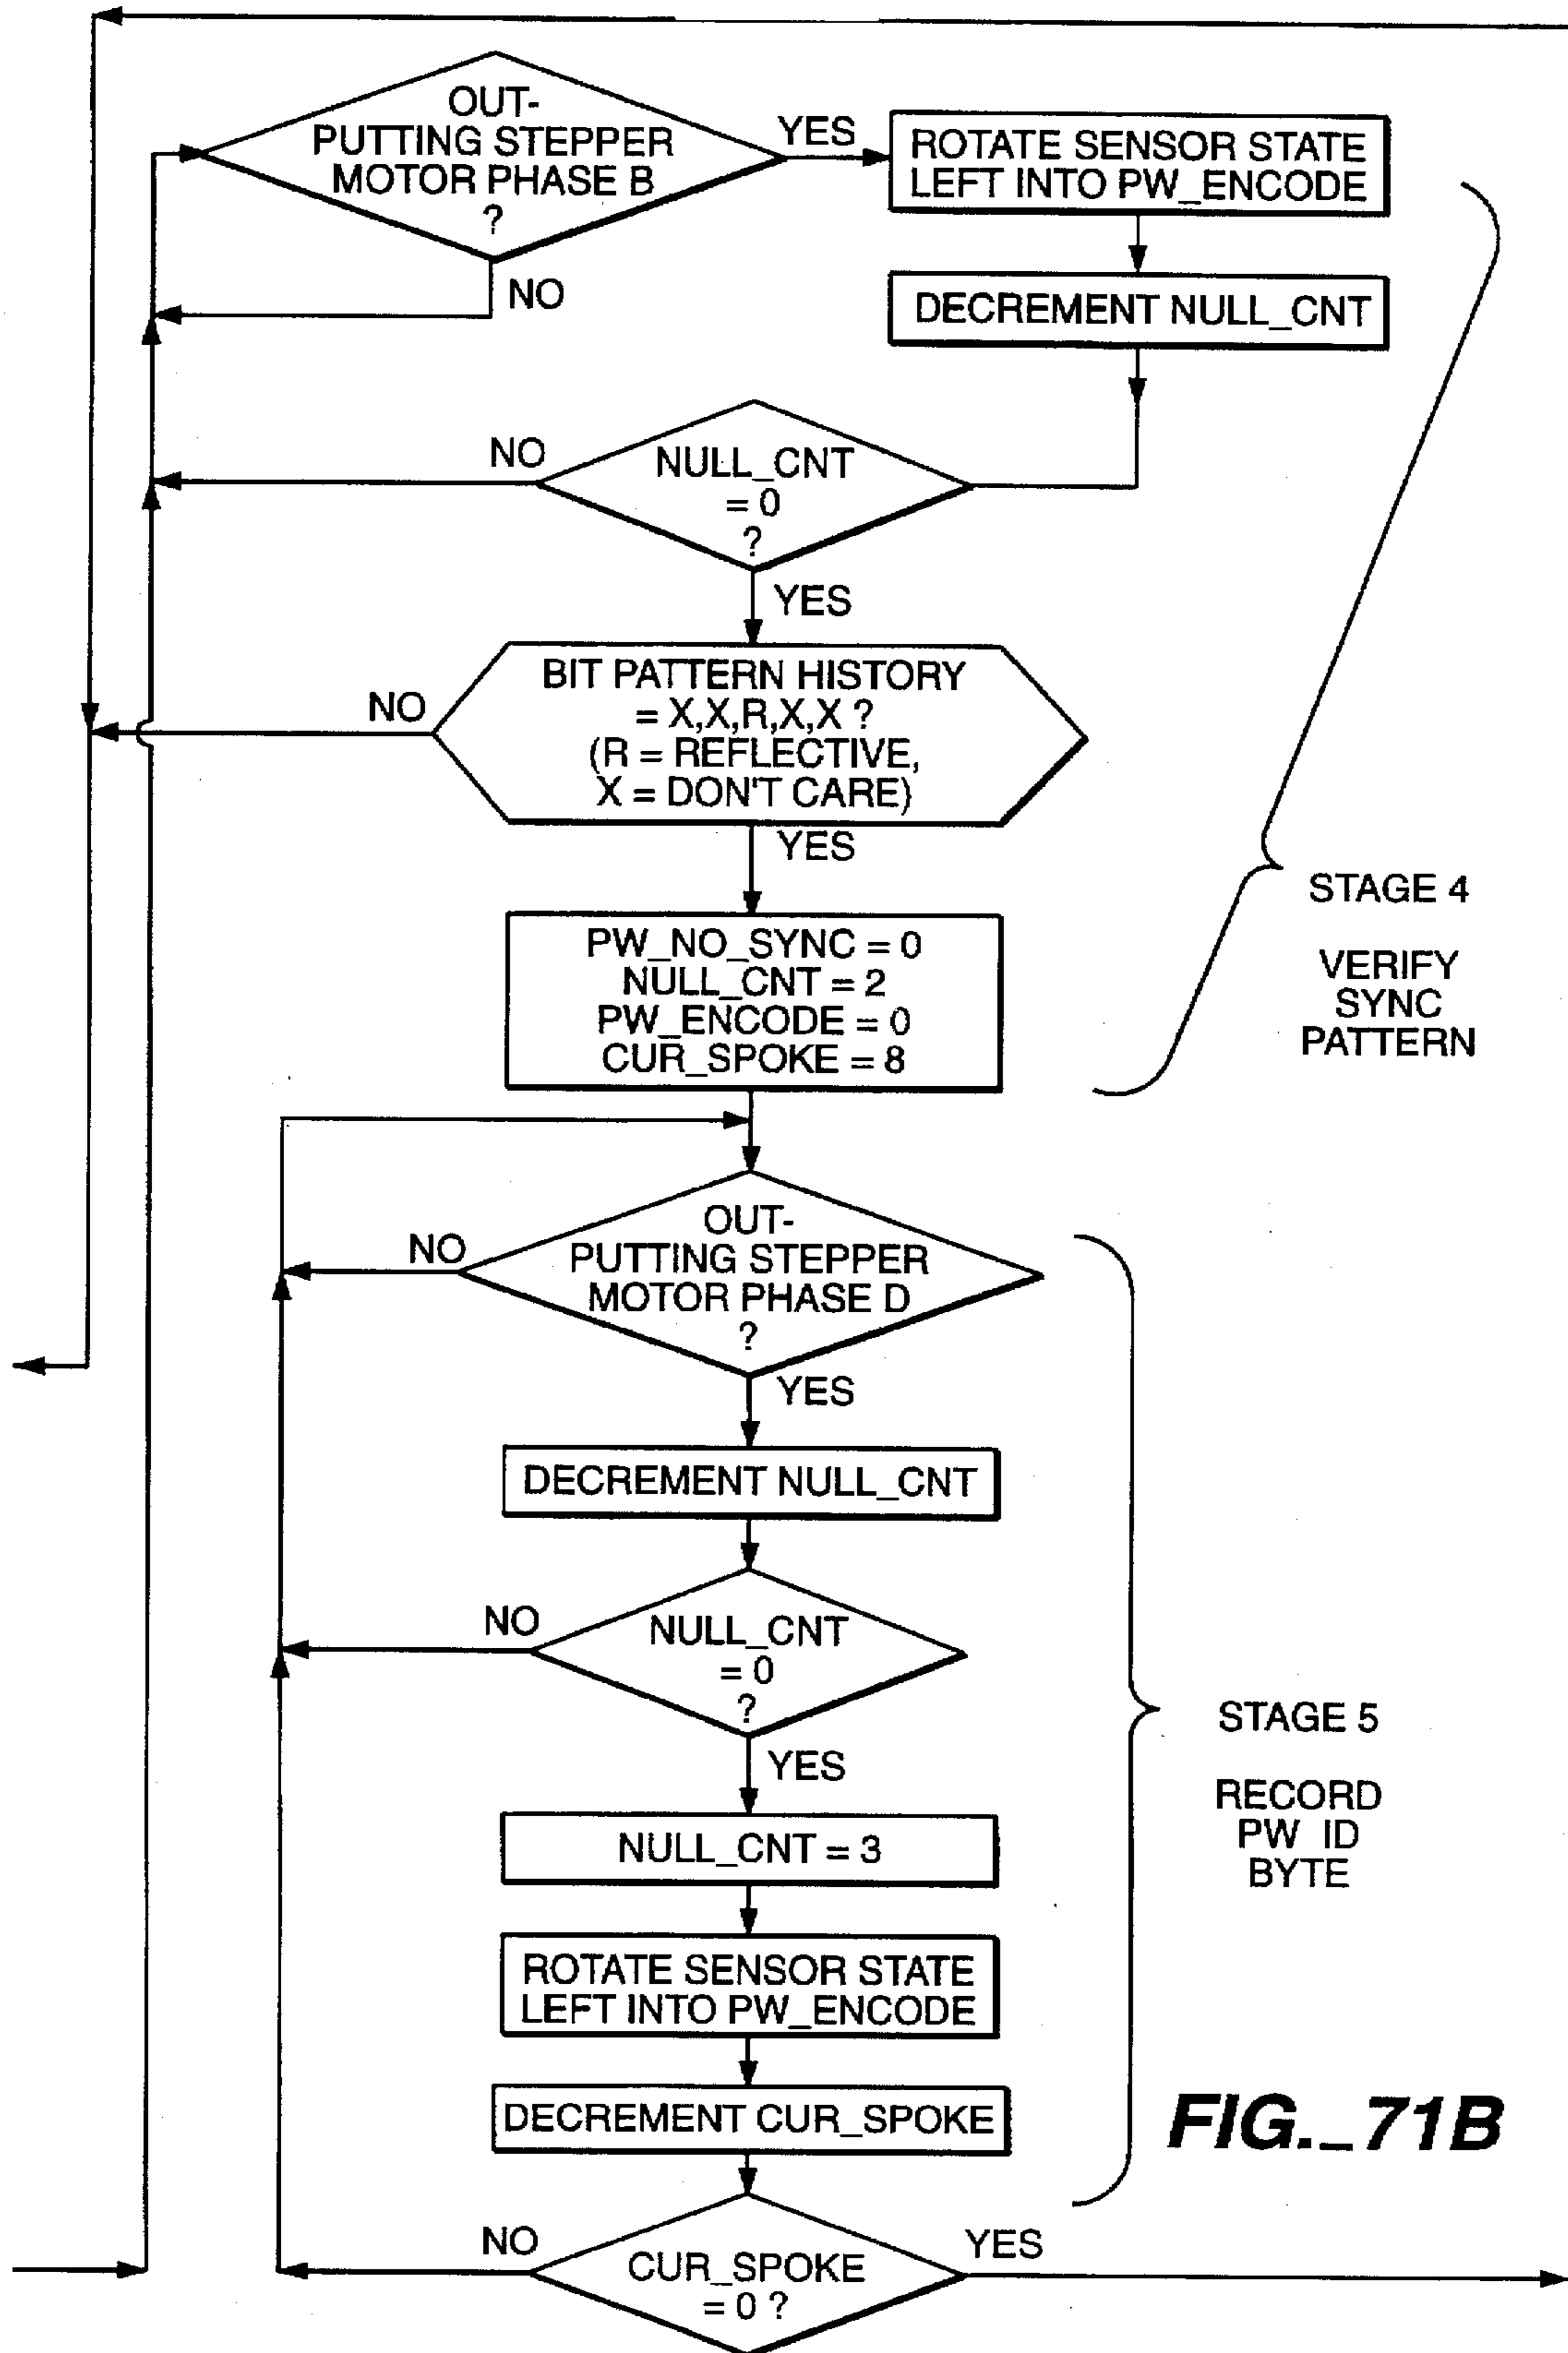 OUT-
PUTTING STEPPER
MOTOR PHASE B
?
YES
ROTATE SENSOR STATE
LEFT INTO PW_ENCODE
NO
DECREMENT NULL_CNT
NO
NULL_CNT
= 0
?
YES
BIT PATTERN HISTORY
= X,X,R,X,X ?
(R = REFLECTIVE,
X = DON'T CARE)
NO
YES
STAGE 4
VERIFY
SYNC
PATTERN
PW_NO_SYNC = 0
NULL_CNT = 2
PW_ENCODE = 0
CUR_SPOKE = 8
OUT-
PUTTING STEPPER
MOTOR PHASE D
?
NO
YES
DECREMENT NULL_CNT
NO
NULL_CNT
= 0
?
YES
STAGE 5
RECORD
PW ID
BYTE
NULL_CNT = 3
ROTATE SENSOR STATE
LEFT INTO PW_ENCODE
DECREMENT CUR_SPOKE
FIG._71B
NO
CUR_SPOKE
= 0 ?
YES